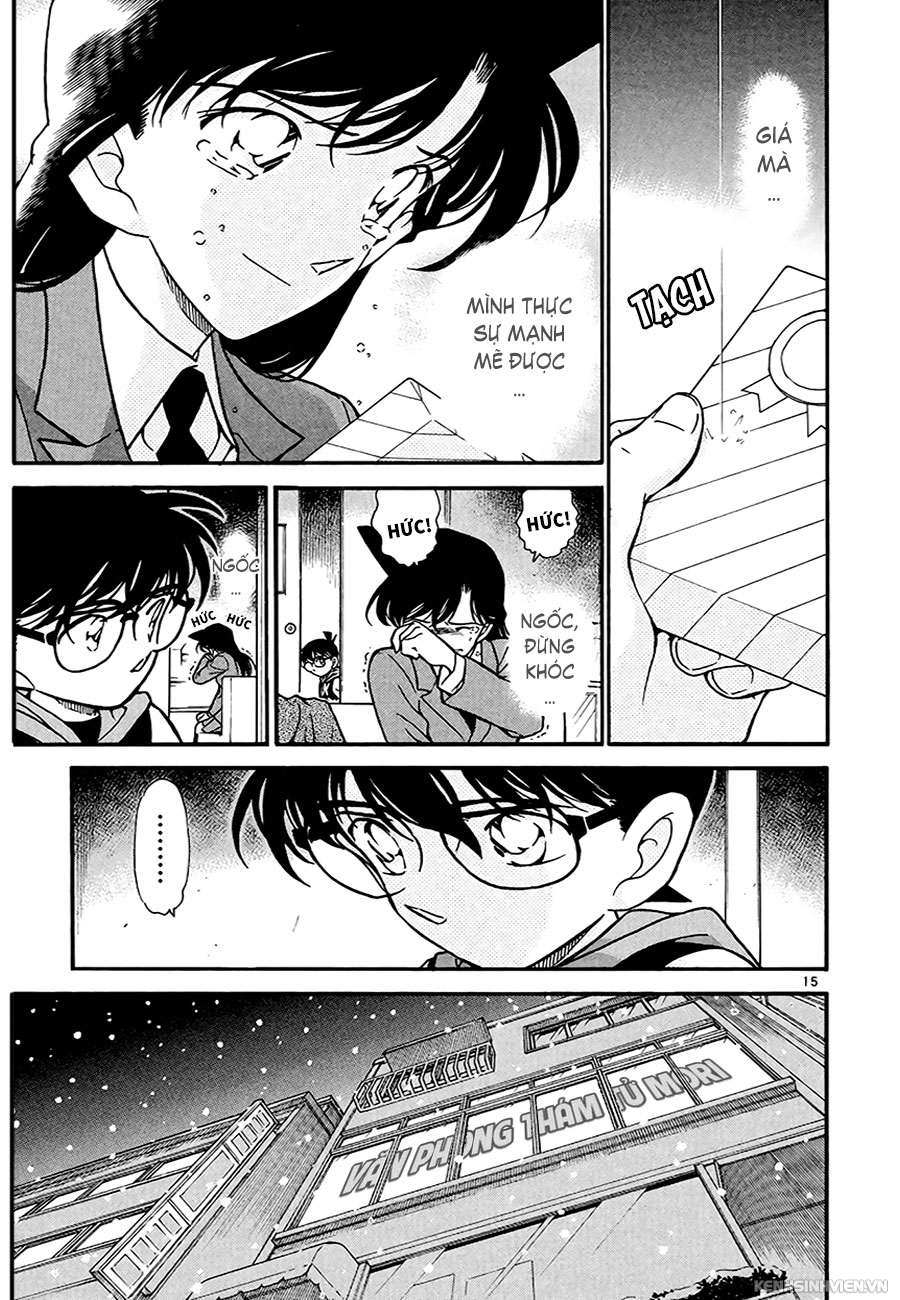 GIÁ
MÀ
...
TẠCH
MÌNH THỰC
SỰ MẠNH
MẼ ĐƯỢC
...
HỨC!
HỨC!
NGỐC,
ĐỪNG
KHÓC
...
NGỐC
...
HỨC HỨC
.........
15
VĂN PHÒNG THÁM TỬ MORI
KENHSINHVIEN.VN